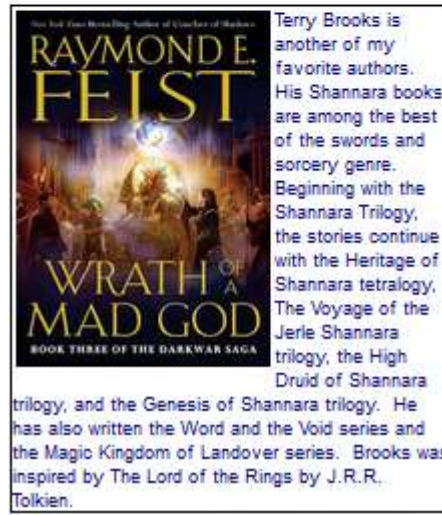 New York Times Bestselling Author of Conclave of Shadows
RAYMOND E.
FEIST
WRATH OF A
MAD GOD
BOOK THREE OF THE DARKWAR SAGA
Terry Brooks is
another of my
favorite authors.
His Shannara books
are among the best
of the swords and
sorcery genre.
Beginning with the
Shannara Trilogy,
the stories continue
with the Heritage of
Shannara tetralogy,
The Voyage of the
Jerle Shannara
trilogy, the High
Druid of Shannara
trilogy, and the Genesis of Shannara trilogy. He
has also written the Word and the Void series and
the Magic Kingdom of Landover series. Brooks was
inspired by The Lord of the Rings by J.R.R.
Tolkien.